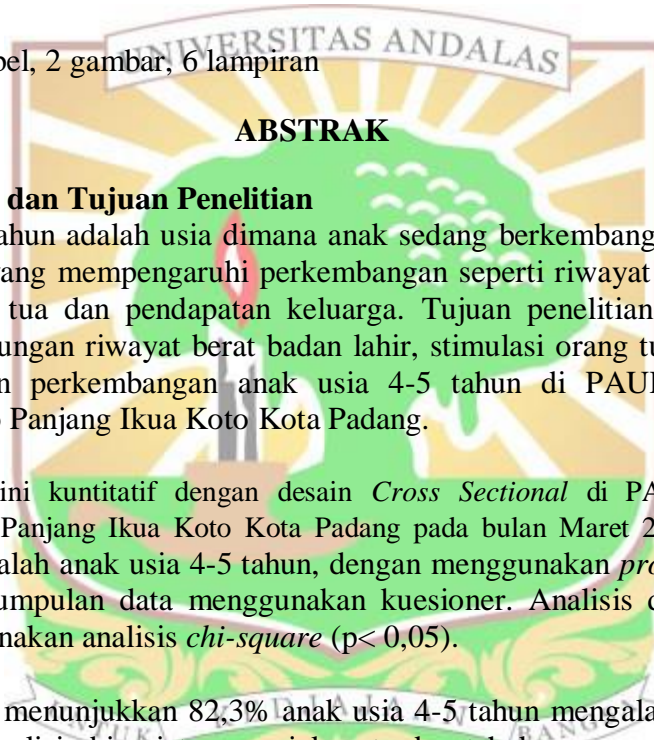 UNIVERSITAS ANDALAS
bel, 2 gambar, 6 lampiran
ABSTRAK
dan Tujuan Penelitian
ahun adalah usia dimana anak sedang berkembang
yang mempengaruhi perkembangan seperti riwayat
tua dan pendapatan keluarga. Tujuan penelitian
ungan riwayat berat badan lahir, stimulasi orang tu
n perkembangan anak usia 4-5 tahun di PAUD
o Panjang Ikua Koto Kota Padang.
ini kuntitatif dengan desain Cross Sectional di PA
Panjang Ikua Koto Kota Padang pada bulan Maret 2
alah anak usia 4-5 tahun, dengan menggunakan pro
umpulan data menggunakan kuesioner. Analisis d
nakan analisis chi-square (p< 0,05).
menunjukkan 82,3% anak usia 4-5 tahun mengala
UNTUK
BANGSA